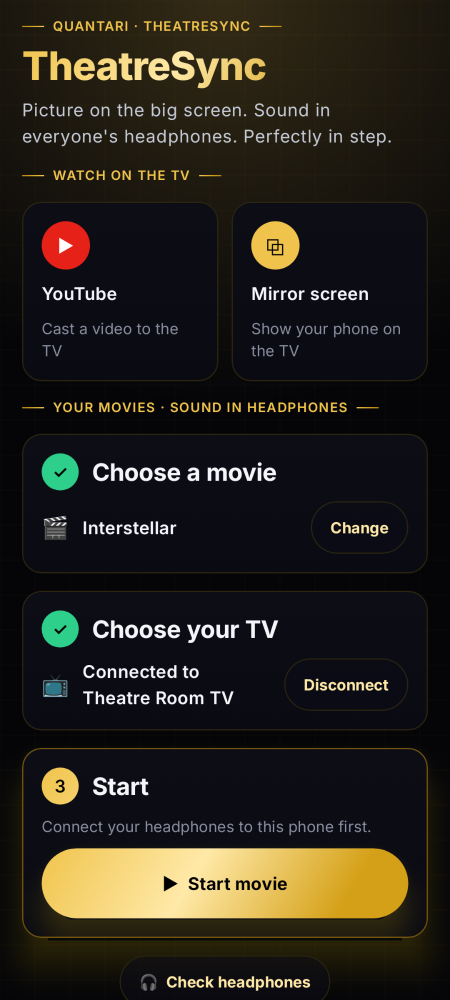 QUANTARI · THEATRESYNC
TheatreSync
Picture on the big screen. Sound in
everyone's headphones. Perfectly in step.
WATCH ON THE TV
YouTube
Cast a video to the
TV
Mirror screen
Show your phone on
the TV
YOUR MOVIES · SOUND IN HEADPHONES
Choose a movie
Interstellar
Change
Choose your TV
Connected to
Theatre Room TV
Disconnect
3
Start
Connect your headphones to this phone first.
Start movie
Check headphones